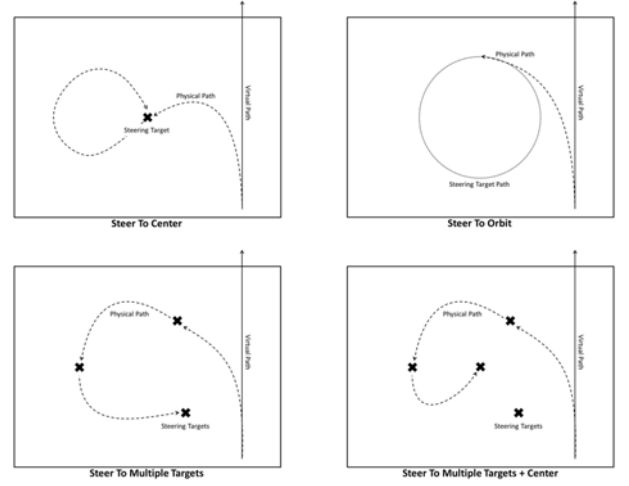 Physical Path
Virtual Path
Steering Target
Steer To Center
Physical Path
Virtual Path
Steering Target Path
Steer To Orbit
Physical Path
Virtual Path
Steering Targets
Steer To Multiple Targets
Physical Path
Virtual Path
Steering Targets
Steer To Multiple Targets + Center